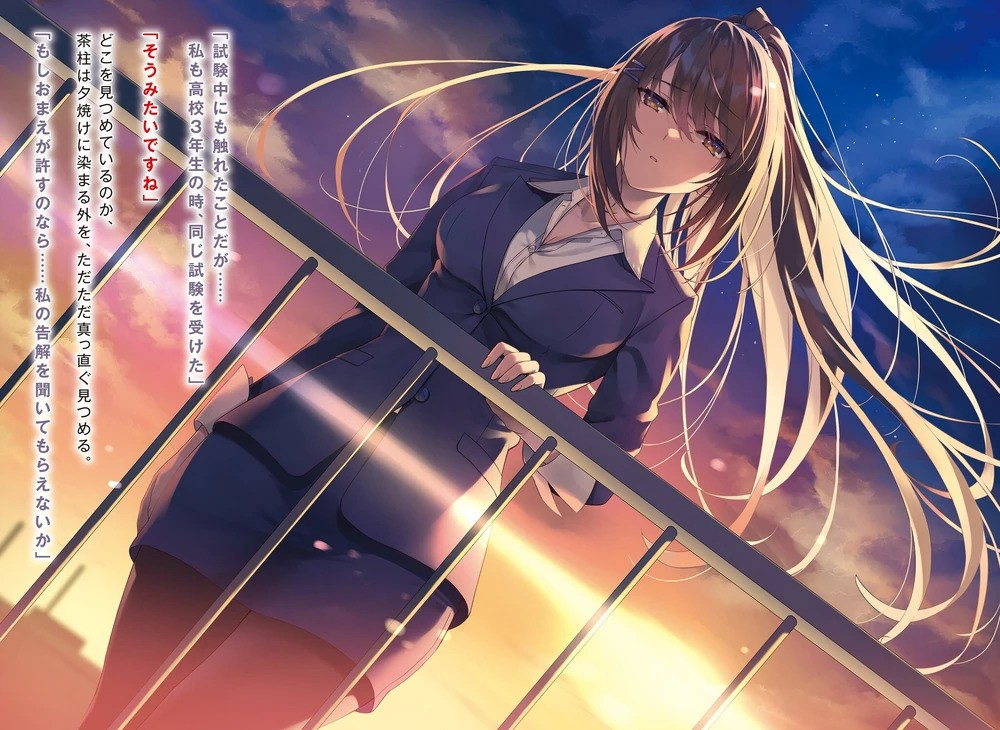 「試験中にも触れたことだが……
私も高校3年生の時、同じ試験を受けた」
「そうみたいですね」
どこを見つめているのか、
茶柱は夕焼けに染まる外を、ただただ真っ直ぐ見つめる。
「もしおまえが許すのなら……私の告解を聞いてもらえないか」